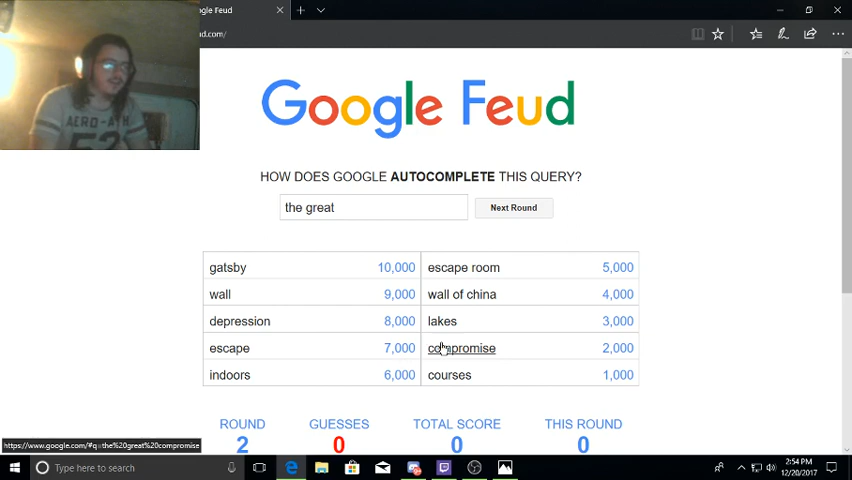 gle Feud
d.com/
AERO-
Google Feud
HOW DOES GOOGLE AUTOCOMPLETE THIS QUERY?
the great
Next Round
gatsby 10,000 escape room 5,000
wall 9,000 wall of china 4,000
depression 8,000 lakes 3,000
escape 7,000 compromise 2,000
indoors 6,000 courses 1,000
ROUND GUESSES TOTAL SCORE THIS ROUND
2 0 0 0
https://www.google.com/#q=the%20great%20compromise
Type here to search
2:54 PM
12/20/2017